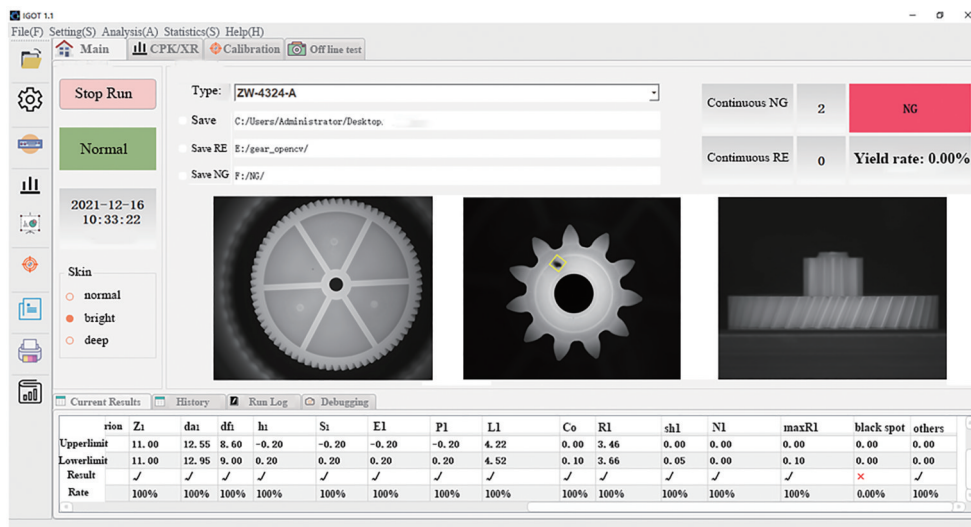 IGOT 1.1
File(F) Setting(S) Analysis(A) Statistics(S) Help(H)
Main CPK/XR Calibration Off line test
Stop Run
Normal
2021-12-16
10:33:22
Skin
normal
bright
deep
Type: ZW-4324-A
Save C:/Users/Administrator/Desktop.
Save RE E:/gear_opencv/
Save NG F:/NG/
Continuous NG 2 NG
Continuous RE 0 Yield rate: 0.00%
Current Results History Run Log Debugging
rion Z1 da1 df1 h1 S1 E1 P1 L1 Co R1 sh1 N1 maxR1 black spot others
Upperlimit 11.00 12.55 8.60 -0.20 -0.20 -0.20 -0.20 4.22 0.00 3.46 0.00 0.00 0.00 0.00 0.00
Lowerlimit 11.00 12.95 9.00 0.20 0.20 0.20 0.20 4.52 0.10 3.66 0.05 0.00 0.10 0.00 0.00
Result ✓ ✓ ✓ ✓ ✓ ✓ ✓ ✓ ✓ ✓ ✓ ✓ ✓ × ✓
Rate 100% 100% 100% 100% 100% 100% 100% 100% 100% 100% 100% 100% 100% 0.00% 100%